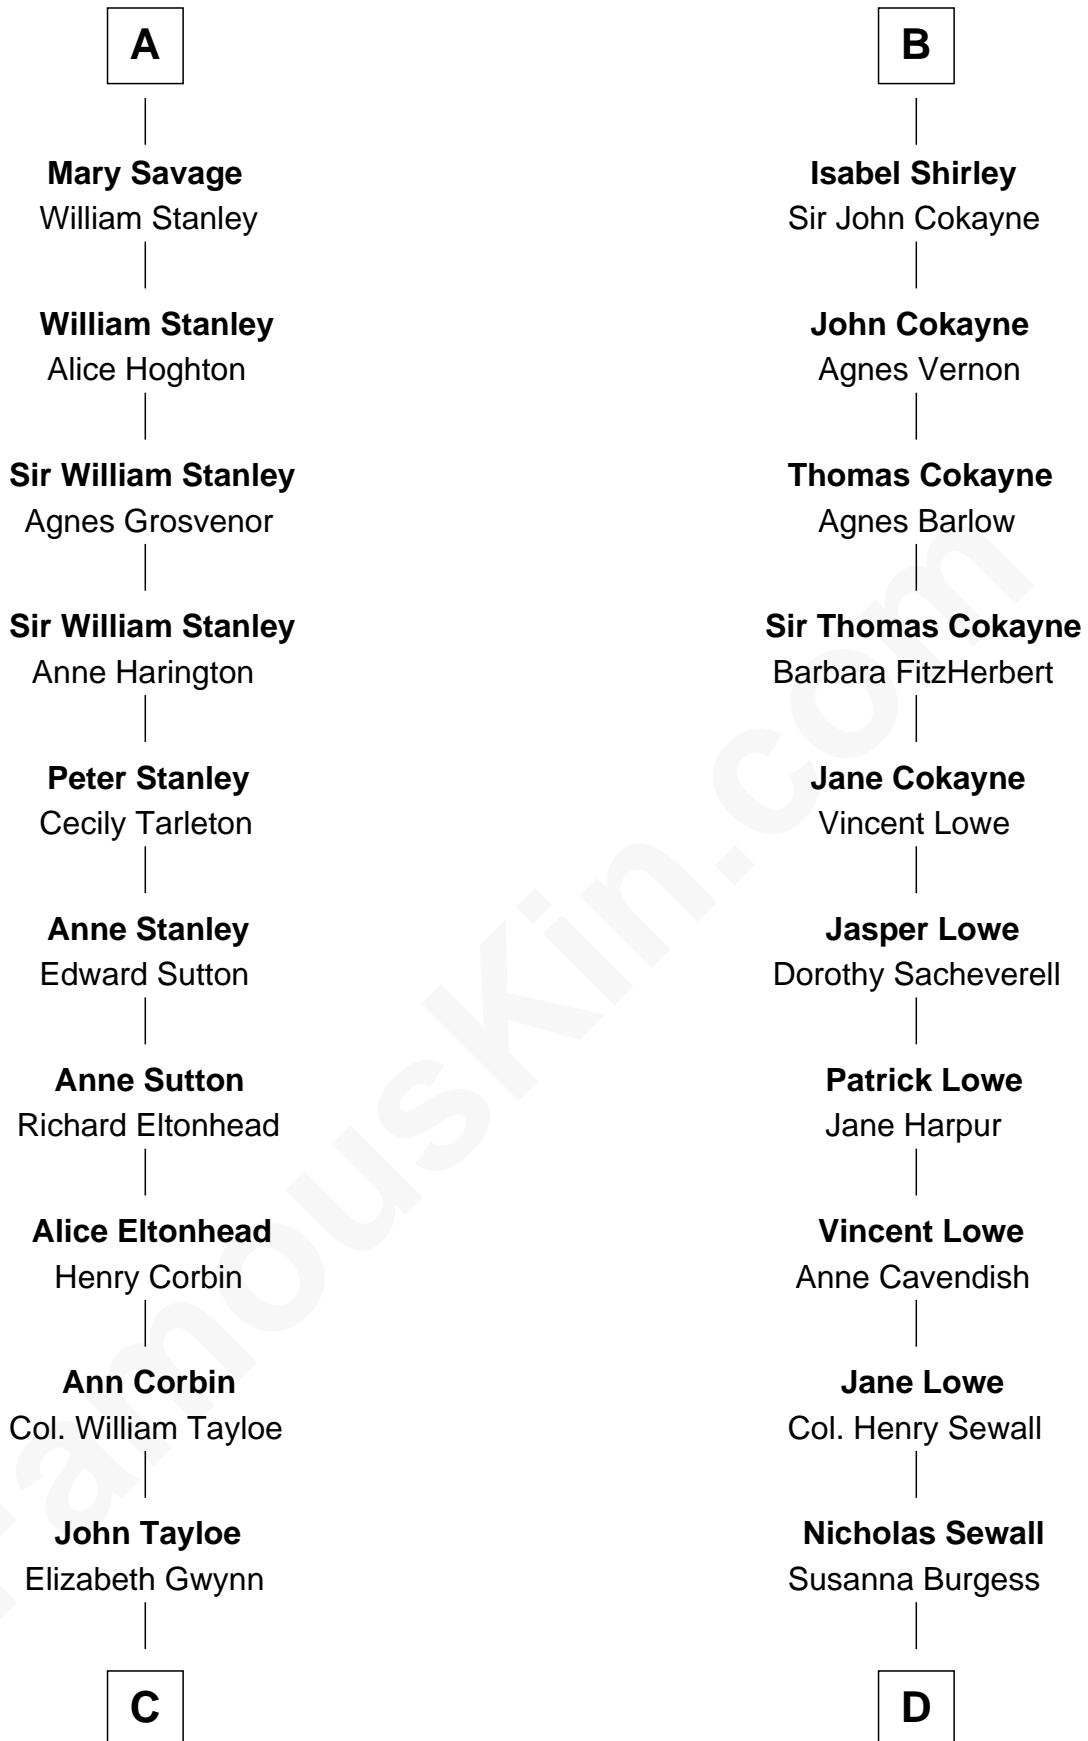 A
Mary Savage
William Stanley
William Stanley
Alice Hoghton
Sir William Stanley
Agnes Grosvenor
Sir William Stanley
Anne Harington
Peter Stanley
Cecily Tarleton
Anne Stanley
Edward Sutton
Anne Sutton
Richard Eltonhead
Alice Eltonhead
Henry Corbin
Ann Corbin
Col. William Tayloe
John Tayloe
Elizabeth Gwynn
C
B
Isabel Shirley
Sir John Cokayne
John Cokayne
Agnes Vernon
Thomas Cokayne
Agnes Barlow
Sir Thomas Cokayne
Barbara FitzHerbert
Jane Cokayne
Vincent Lowe
Jasper Lowe
Dorothy Sacheverell
Patrick Lowe
Jane Harpur
Vincent Lowe
Anne Cavendish
Jane Lowe
Col. Henry Sewall
Nicholas Sewall
Susanna Burgess
D
FamousKin.com